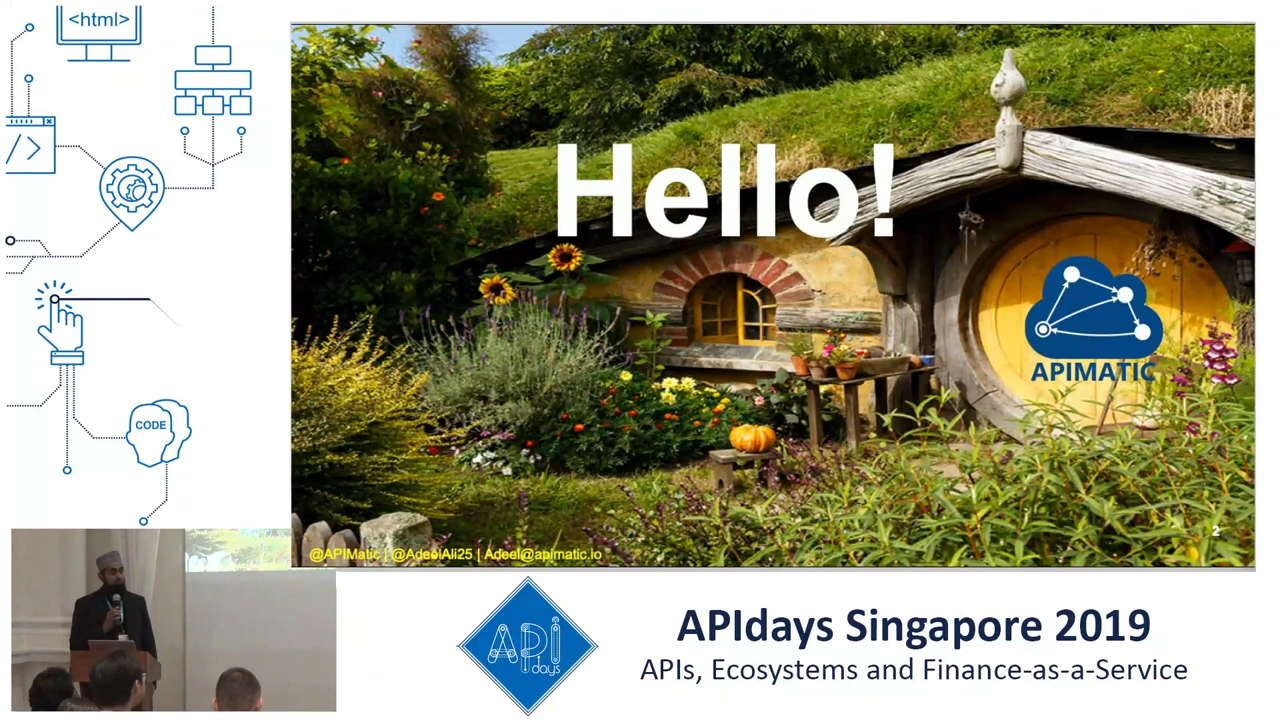 <html>
</>
CODE
Hello!
APIMATIC
2
@APIMatic | @AdeelAli25 | Adeel@apimatic.io
API
days
APIdays Singapore 2019
APIs, Ecosystems and Finance-as-a-Service